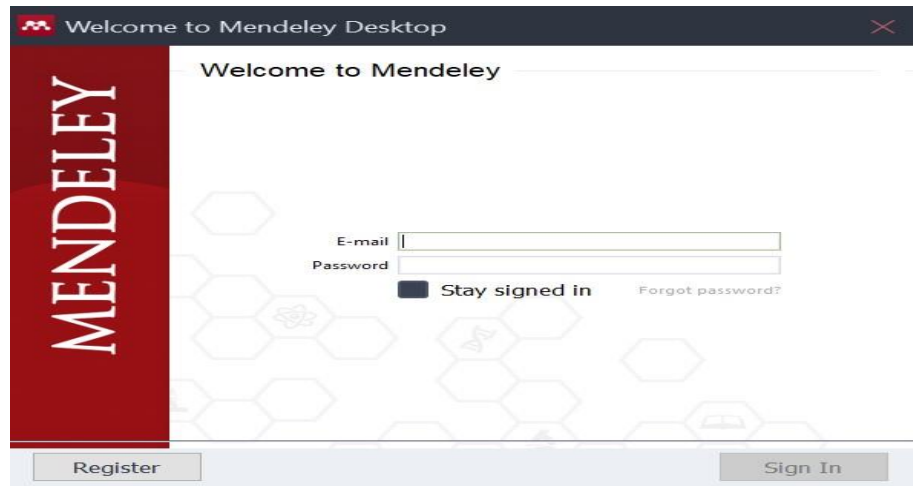 Welcome to Mendeley Desktop
MENDELEY
Welcome to Mendeley
E-mail
Password
Stay signed in Forgot password?
Register Sign In